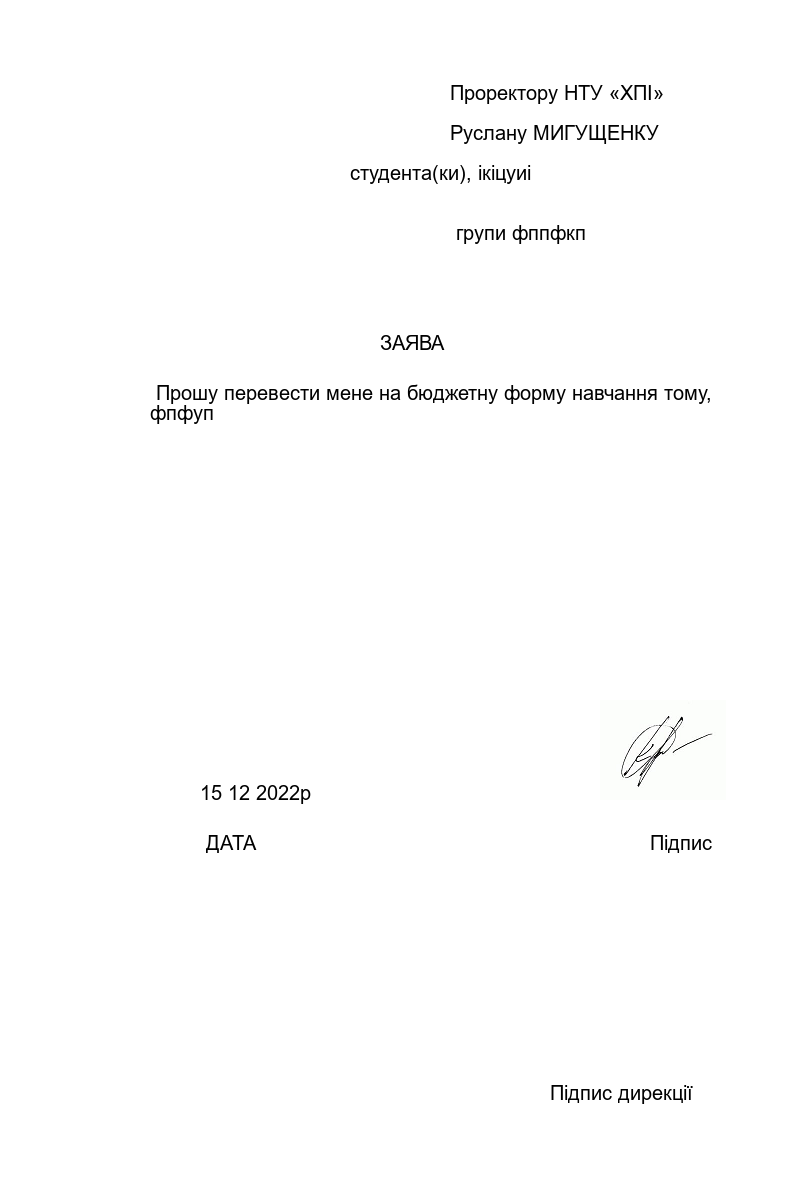 Проректору НТУ «ХПІ»
Руслану МИГУЩЕНКУ
студента(ки), ікіцуиі
групи фппфкп
ЗАЯВА
Прошу перевести мене на бюджетну форму навчання тому,
фпфуп
15 12 2022р
ДАТА
Підпис
Підпис дирекції